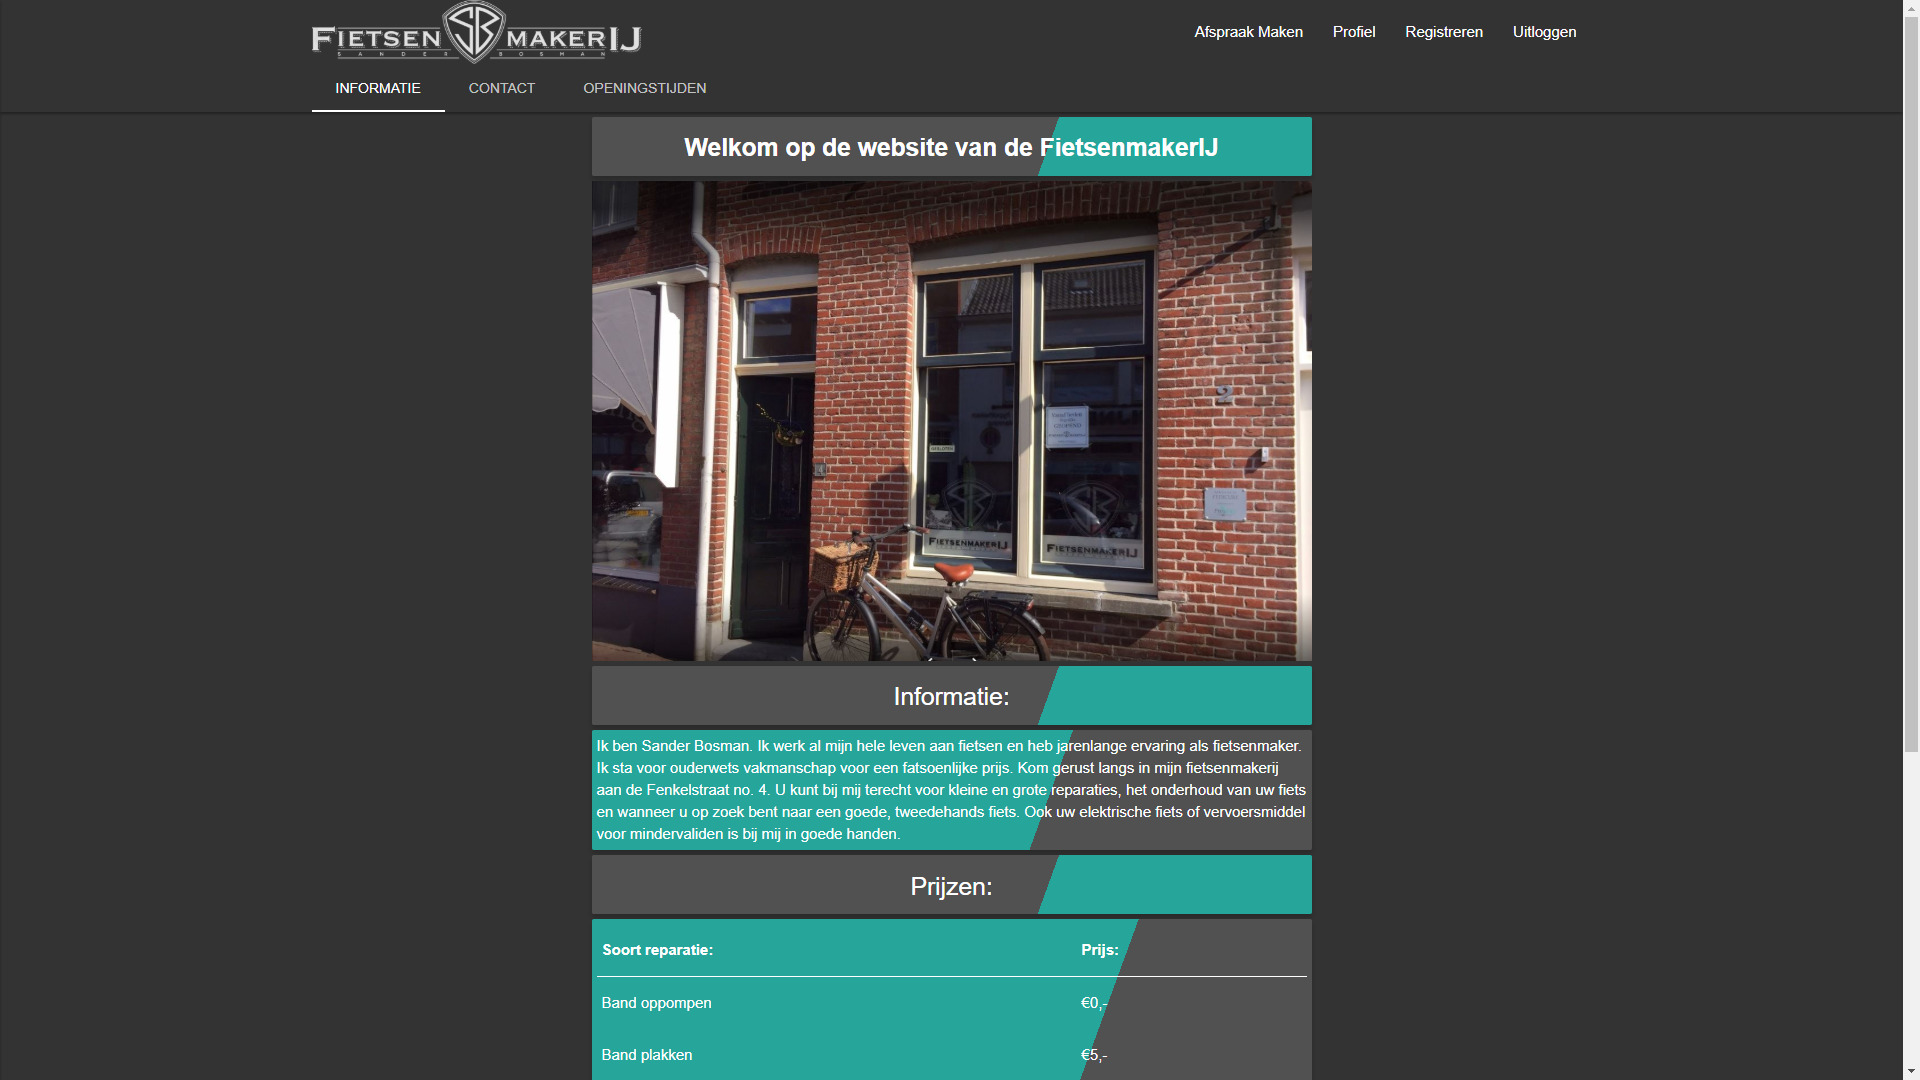 FIETSENMAKERIJ
SANDER BOSMAN
Afspraak Maken Profiel Registreren Uitloggen
INFORMATIE CONTACT OPENINGSTIJDEN
Welkom op de website van de FietsenmakerIJ
2
4
FIETSENMAKERIJ
FIETSENMAKERIJ
Informatie:
Ik ben Sander Bosman. Ik werk al mijn hele leven aan fietsen en heb jarenlange ervaring als fietsenmaker.
Ik sta voor ouderwets vakmanschap voor een fatsoenlijke prijs. Kom gerust langs in mijn fietsenmakerij
aan de Fenkelstraat no. 4. U kunt bij mij terecht voor kleine en grote reparaties, het onderhoud van uw fiets
en wanneer u op zoek bent naar een goede, tweedehands fiets. Ook uw elektrische fiets of vervoersmiddel
voor mindervaliden is bij mij in goede handen.
Prijzen:
Soort reparatie: Prijs:
Band oppompen €0,-
Band plakken €5,-